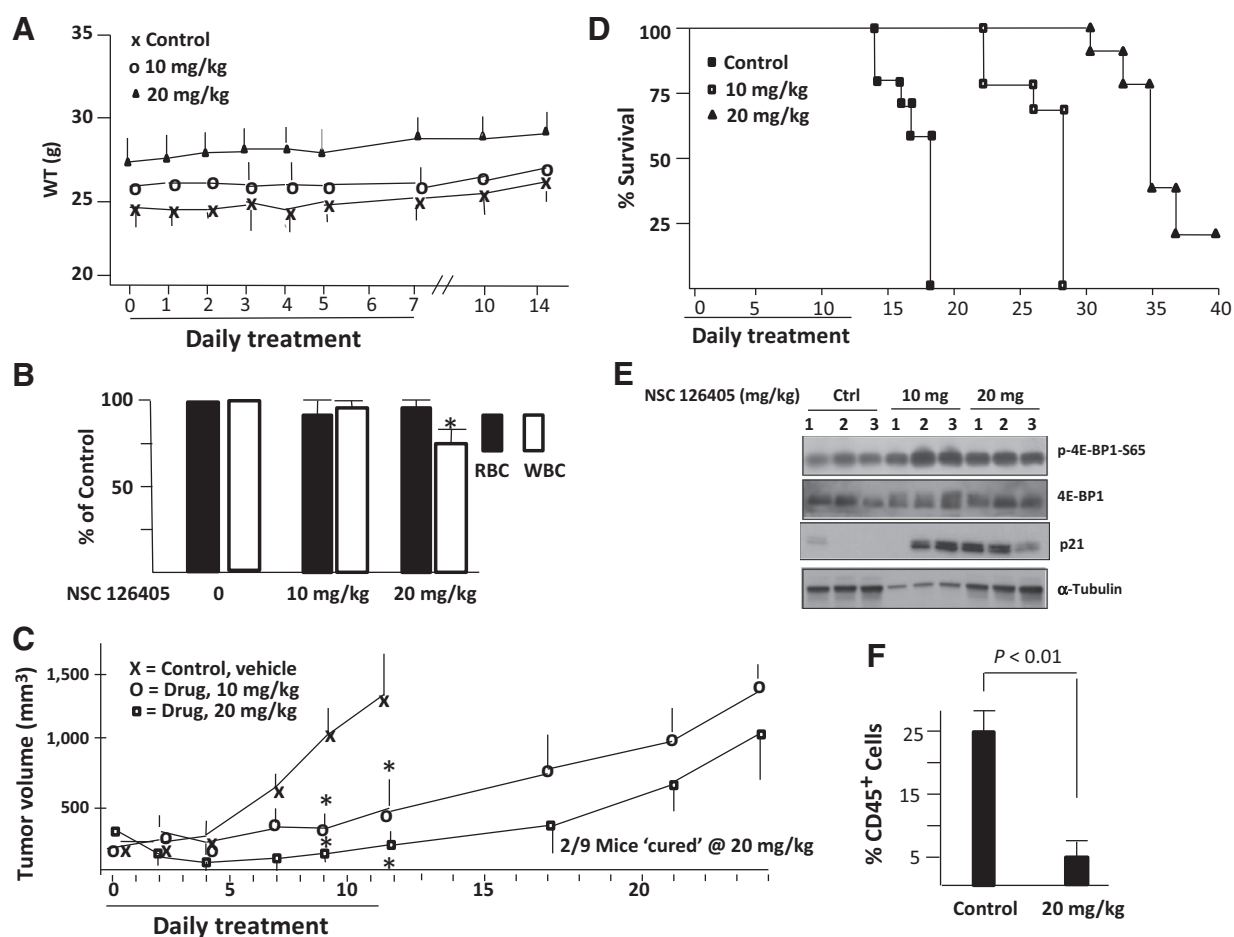 A
35
30
25
20
WT (g)
x Control
o 10 mg/kg
▲ 20 mg/kg
0 1 2 3 4 5 6 7 10 14
Daily treatment
B
100
50
% of Control
*
RBC WBC
NSC 126405 0 10 mg/kg 20 mg/kg
C
1,500
1,000
500
Tumor volume (mm³)
X = Control, vehicle
O = Drug, 10 mg/kg
= Drug, 20 mg/kg
* *
* *
2/9 Mice 'cured' @ 20 mg/kg
0 5 10 15 20
Daily treatment
D
100
75
50
25
% Survival
■ Control
10 mg/kg
▲ 20 mg/kg
0 5 10 15 20 25 30 35 40
Daily treatment
E
NSC 126405 (mg/kg) Ctrl 10 mg 20 mg
1 2 3 1 2 3 1 2 3
p-4E-BP1-S65
4E-BP1
p21
α-Tubulin
F
P < 0.01
25
15
5
% CD45⁺ Cells
Control 20 mg/kg